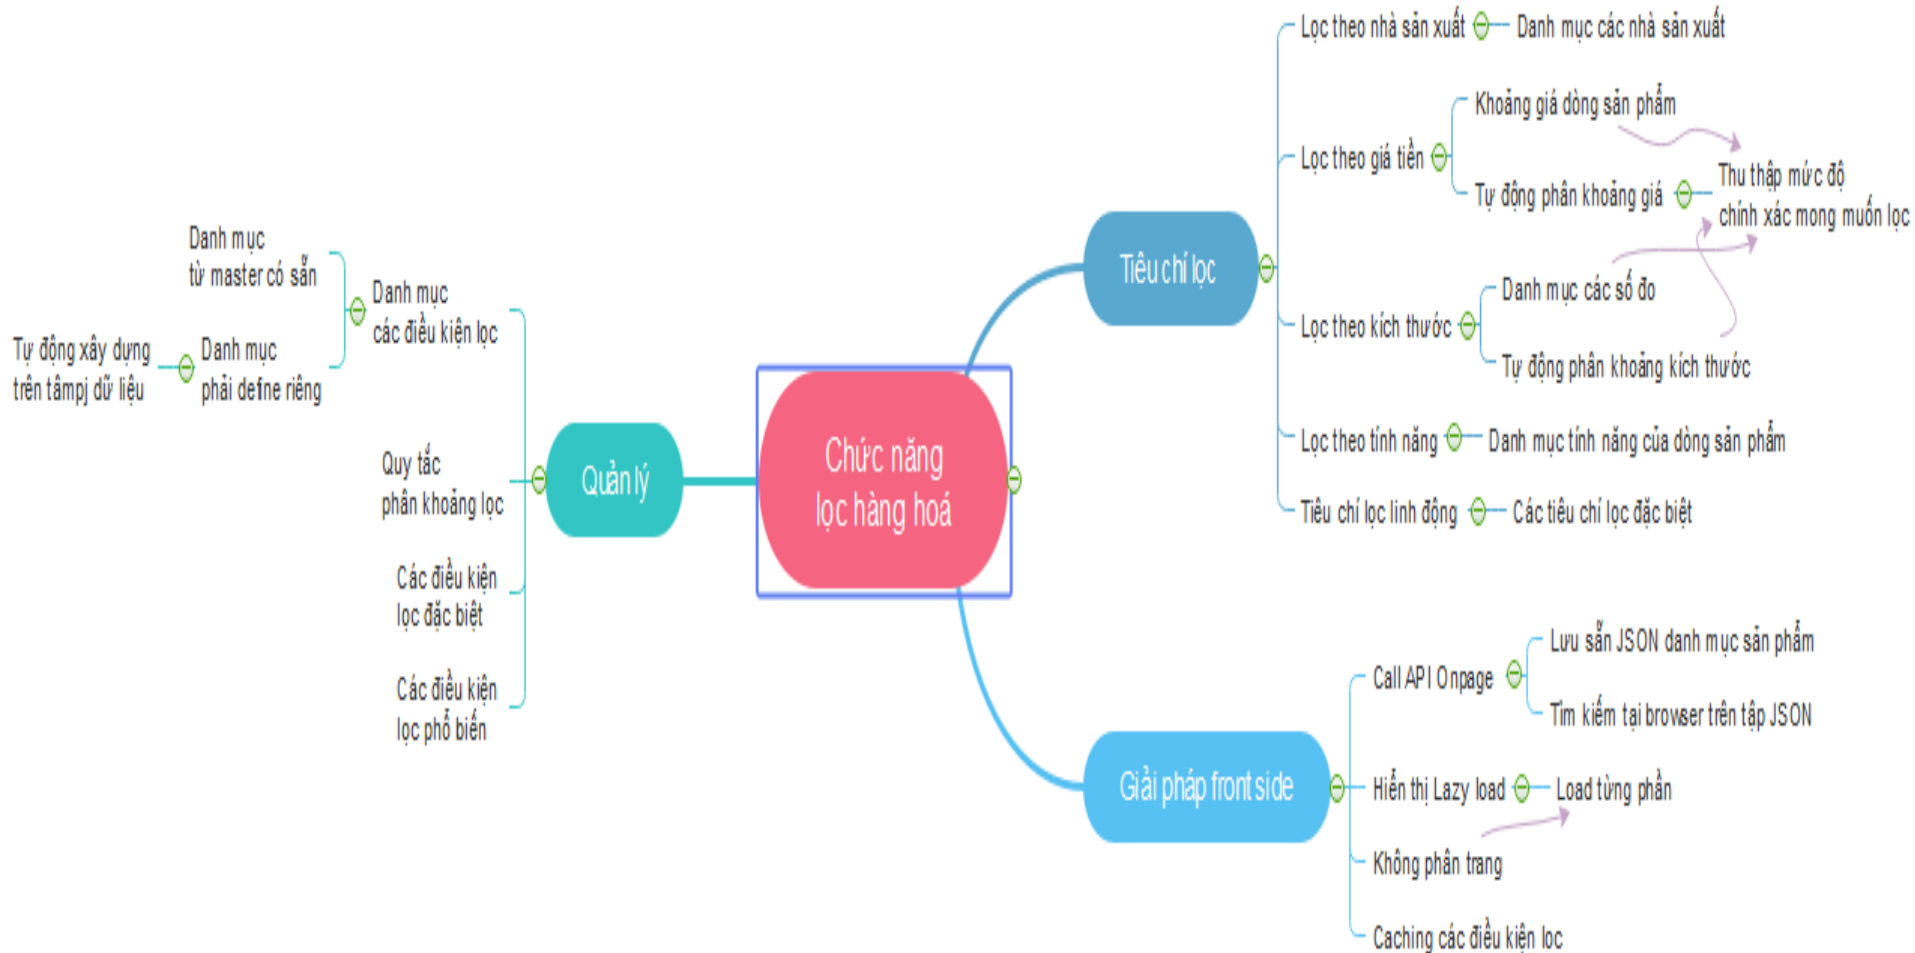 Chức năng
lọc hàng hoá
Tiêu chí lọc
Lọc theo nhà sản xuất
Danh mục các nhà sản xuất
Lọc theo giá tiền
Khoảng giá dòng sản phẩm
Tự động phân khoảng giá
Thu thập mức độ
chính xác mong muốn lọc
Lọc theo kích thước
Danh mục các số đo
Tự động phân khoảng kích thước
Lọc theo tính năng
Danh mục tính năng của dòng sản phẩm
Tiêu chí lọc linh động
Các tiêu chí lọc đặc biệt
Giải pháp front side
Call API Onpage
Lưu sẵn JSON danh mục sản phẩm
Tìm kiếm tại browser trên tập JSON
Hiển thị Lazy load
Load từng phần
Không phân trang
Caching các điều kiện lọc
Quản lý
Danh mục
các điều kiện lọc
Danh mục
từ master có sẵn
Danh mục
phải define riêng
Tự động xây dựng
trên tâmpj dữ liệu
Quy tắc
phân khoảng lọc
Các điều kiện
lọc đặc biệt
Các điều kiện
lọc phổ biến